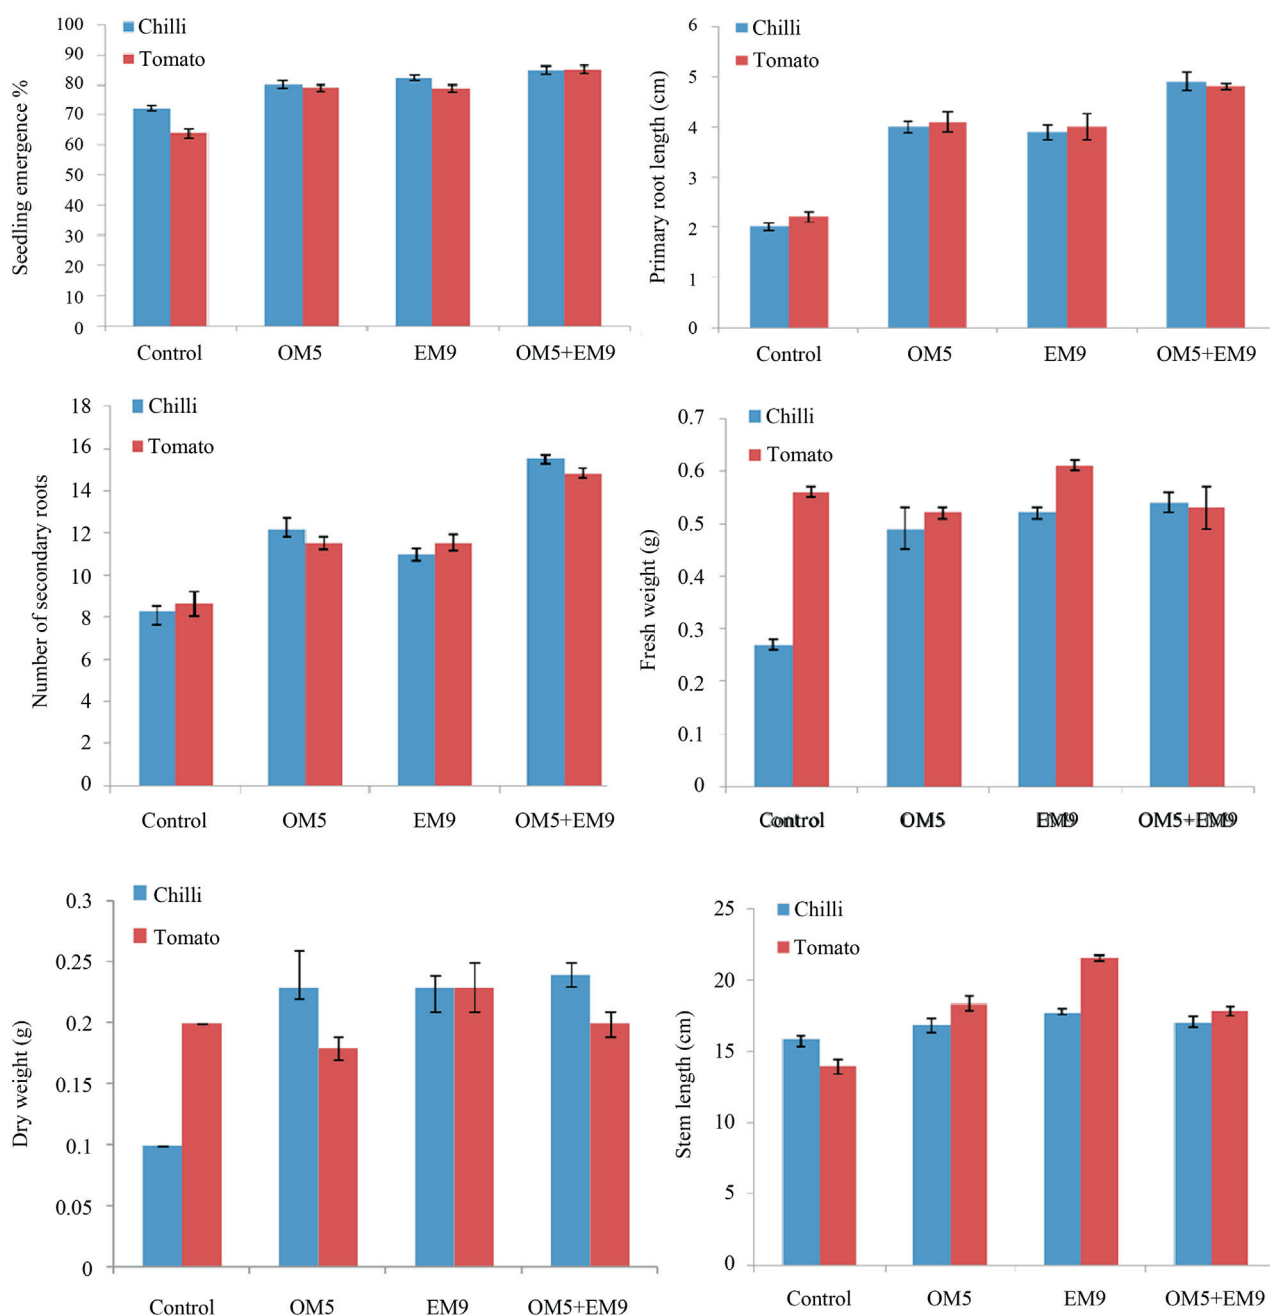 Chilli
Tomato
Seedling emergence %
100
90
80
70
60
50
40
30
20
10
0
Control OM5 EM9 OM5+EM9
Chilli
Tomato
Primary root length (cm)
6
5
4
3
2
1
0
Control OM5 EM9 OM5+EM9
Chilli
Tomato
Number of secondary roots
18
16
14
12
10
8
6
4
2
0
Control OM5 EM9 OM5+EM9
Chilli
Tomato
Fresh weight (g)
0.7
0.6
0.5
0.4
0.3
0.2
0.1
0
Control OM5 EM9 OM5+EM9
Chilli
Tomato
Dry weight (g)
0.3
0.25
0.2
0.15
0.1
0.05
0
Control OM5 EM9 OM5+EM9
Chilli
Tomato
Stem length (cm)
25
20
15
10
5
0
Control OM5 EM9 OM5+EM9